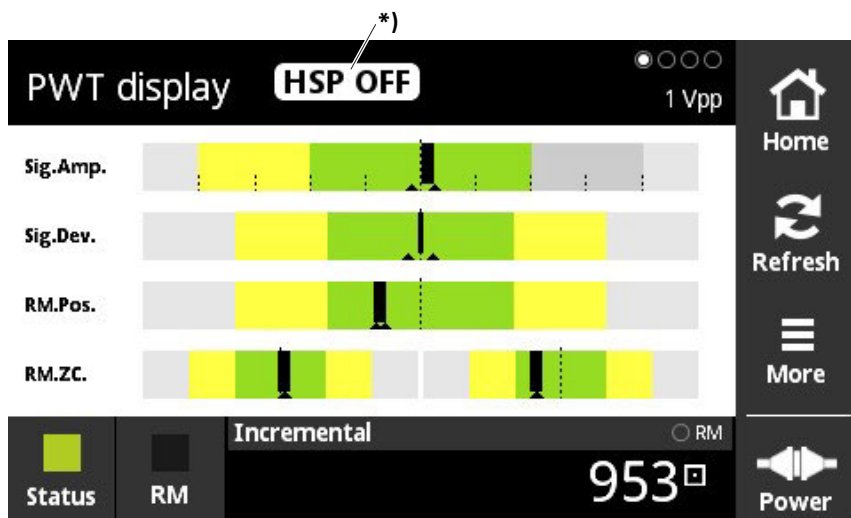 *)
PWT display
HSP OFF
1 Vpp
Sig.Amp.
Sig.Dev.
RM.Pos.
RM.ZC.
Home
Refresh
More
Status
RM
Incremental
RM
953
Power